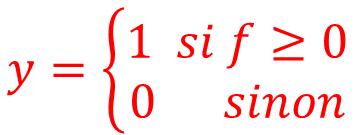 y = { 1 si f ≥ 0
0 sinon